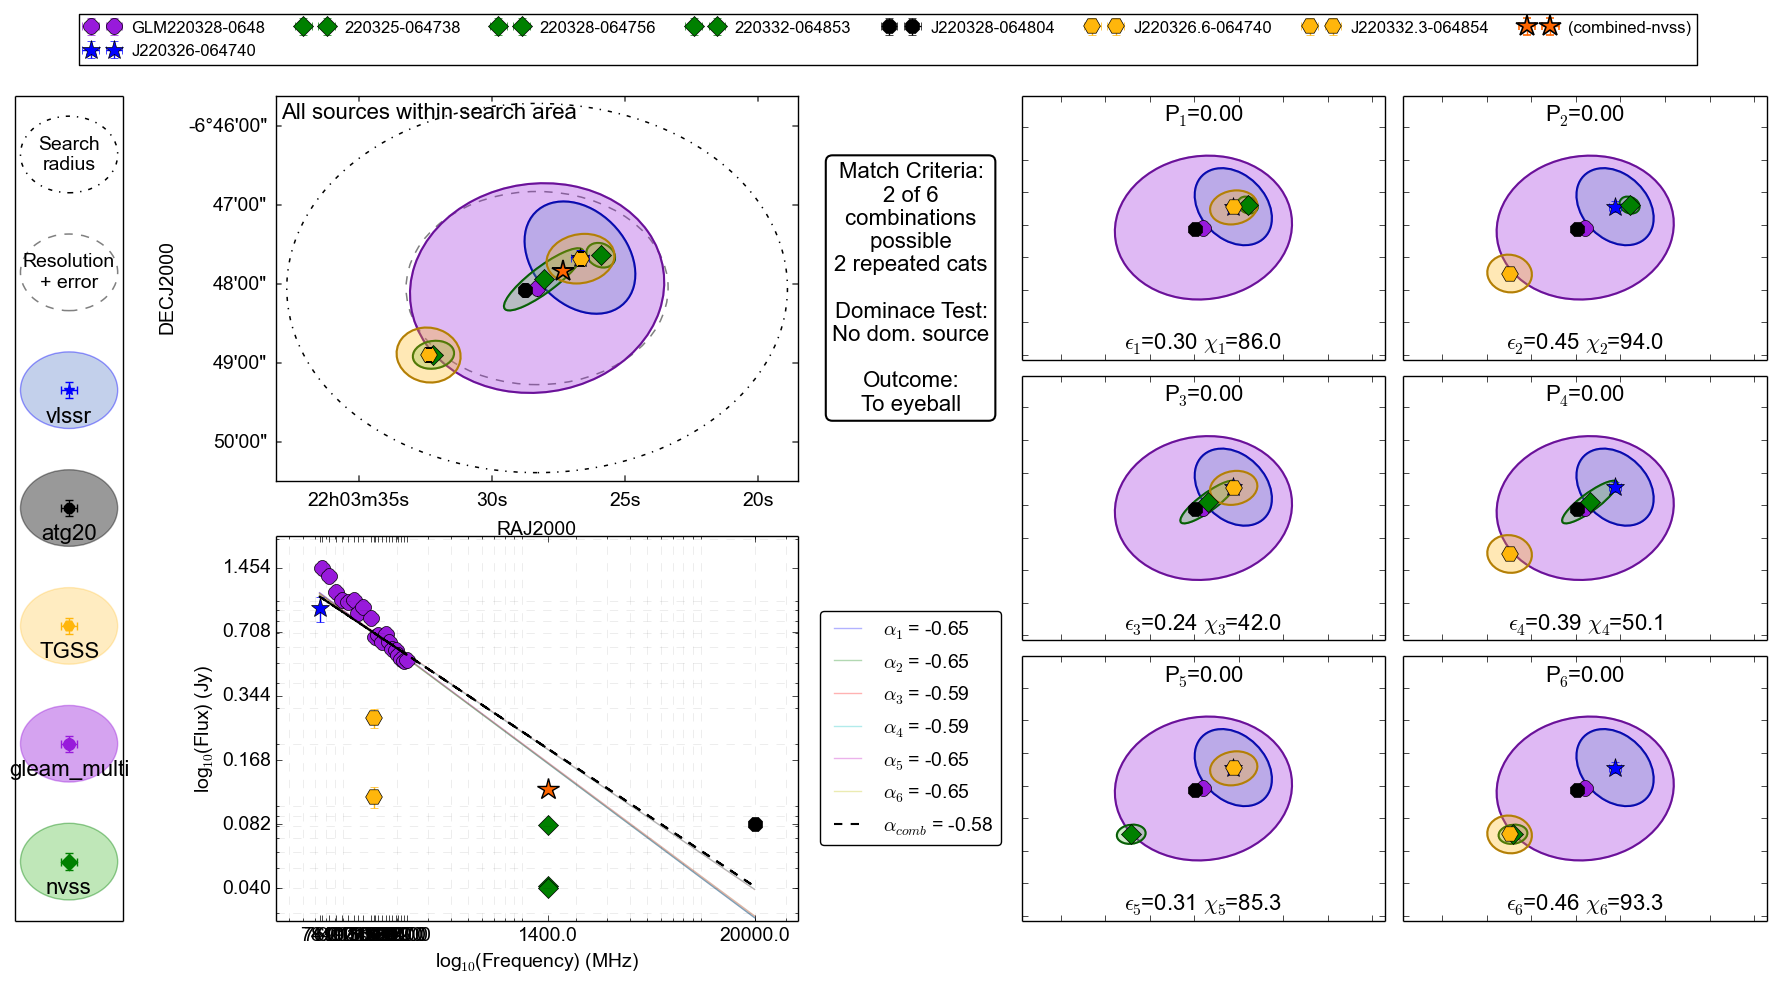 GLM220328-0648 220325-064738 220328-064756 220332-064853 J220328-064804 J220326.6-064740 J220332.3-064854 (combined-nvss)
J220326-064740
Search
radius
Resolution
+ error
vlssr
atg20
TGSS
gleam_multi
nvss
All sources within search area
-6°46'00"
47'00"
48'00"
49'00"
50'00"
DECJ2000
22h03m35s 30s 25s 20s
RAJ2000
1.454
0.708
0.344
0.168
0.082
0.040
log₁₀(Flux) (Jy)
1400.0 20000.0
log₁₀(Frequency) (MHz)
Match Criteria:
2 of 6
combinations
possible
2 repeated cats
Dominace Test:
No dom. source
Outcome:
To eyeball
α₁ = -0.65
α₂ = -0.65
α₃ = -0.59
α₄ = -0.59
α₅ = -0.65
α₆ = -0.65
α_comb = -0.58
P₁=0.00
ϵ₁=0.30 χ₁=86.0
P₂=0.00
ϵ₂=0.45 χ₂=94.0
P₃=0.00
ϵ₃=0.24 χ₃=42.0
P₄=0.00
ϵ₄=0.39 χ₄=50.1
P₅=0.00
ϵ₅=0.31 χ₅=85.3
P₆=0.00
ϵ₆=0.46 χ₆=93.3